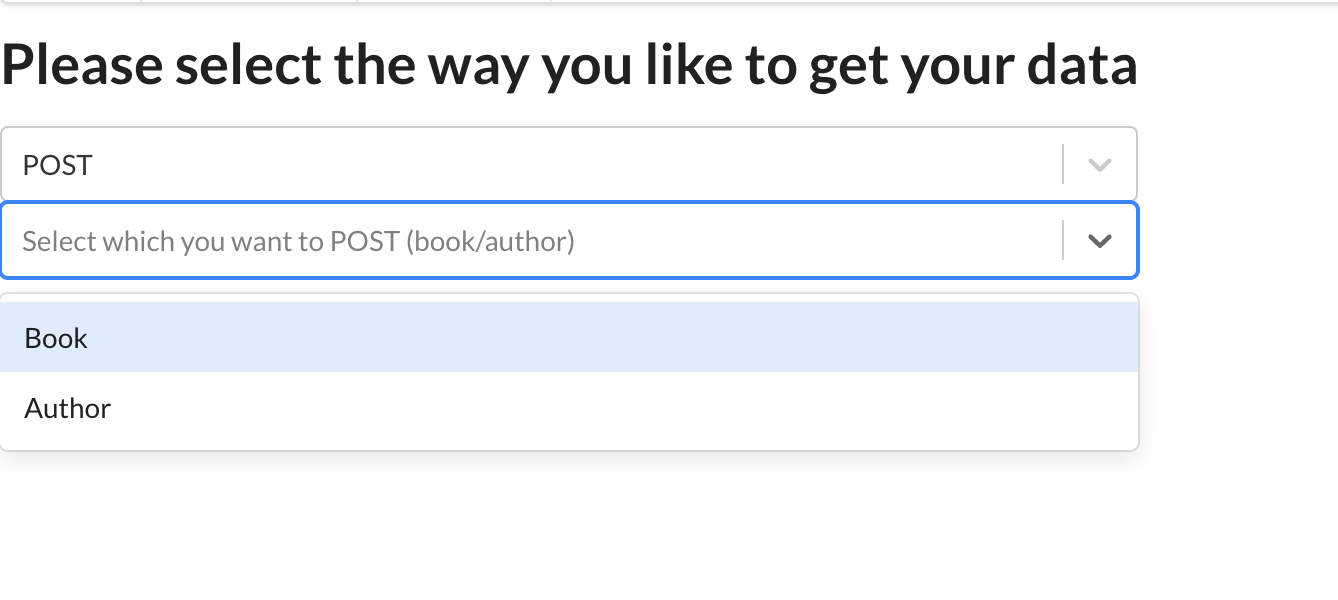 Please select the way you like to get your data
POST
Select which you want to POST (book/author)
Book
Author